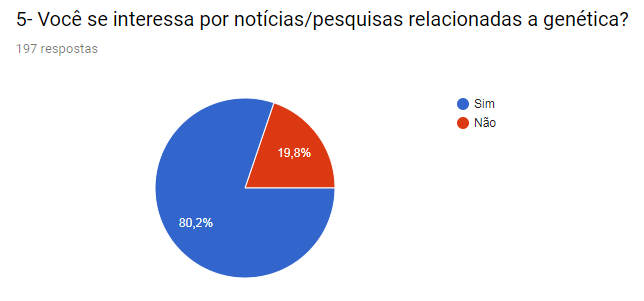 5- Você se interessa por notícias/pesquisas relacionadas a genética?
197 respostas
Sim
Não
19,8%
80,2%